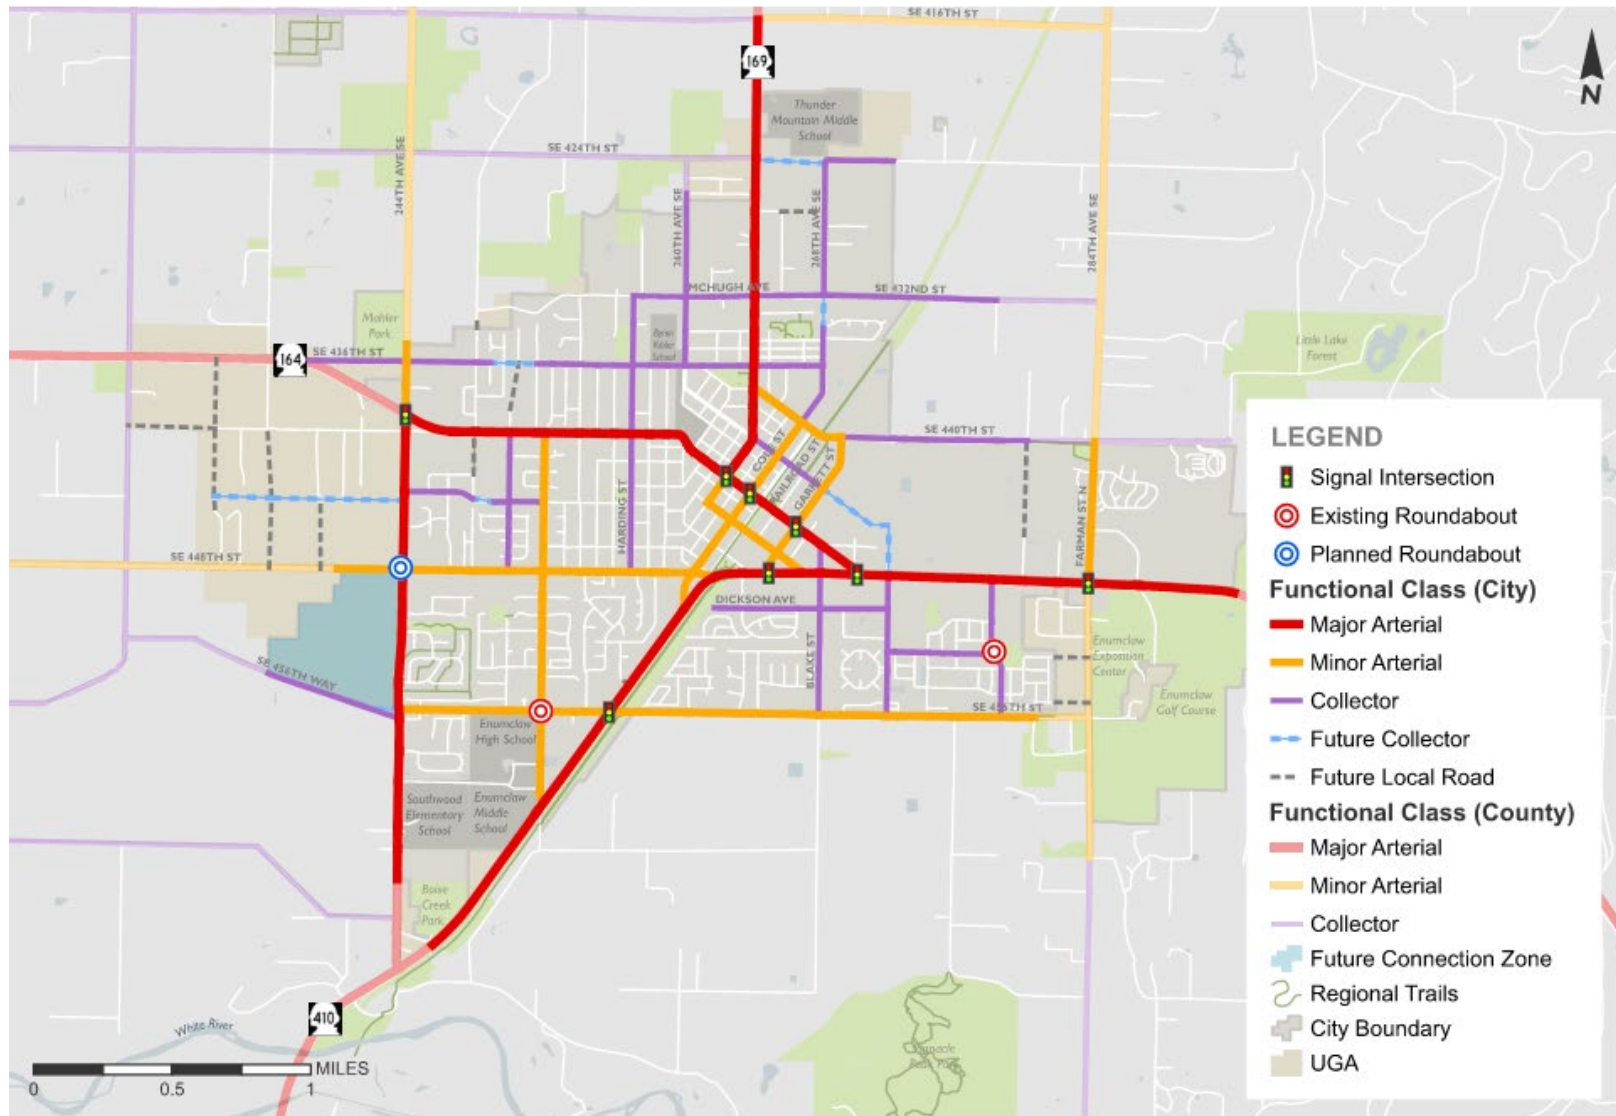 SE 416TH ST
169
N
Thunder
Mountain Middle
School
SE 424TH ST
244TH AVE SE
260TH AVE SE
268TH AVE SE
284TH AVE SE
MCHUGH AVE
SE 432ND ST
Mahler
Park
164
SE 436TH ST
School
Little Lake
Forest
COLE ST
RAILROAD ST
GARRETT ST
SE 440TH ST
HARDING ST
FARMAN ST N
SE 448TH ST
DICKSON AVE
BLAKE ST
Enumclaw
Exposition
Center
Enumclaw
Golf Course
SE 456TH WAY
SE 456TH ST
Enumclaw
High School
Southwood
Elementary
School
Enumclaw
Middle
School
Boise
Creek
Park
410
White River
MILES
0 0.5 1
LEGEND
Signal Intersection
Existing Roundabout
Planned Roundabout
Functional Class (City)
Major Arterial
Minor Arterial
Collector
Future Collector
Future Local Road
Functional Class (County)
Major Arterial
Minor Arterial
Collector
Future Connection Zone
Regional Trails
City Boundary
UGA